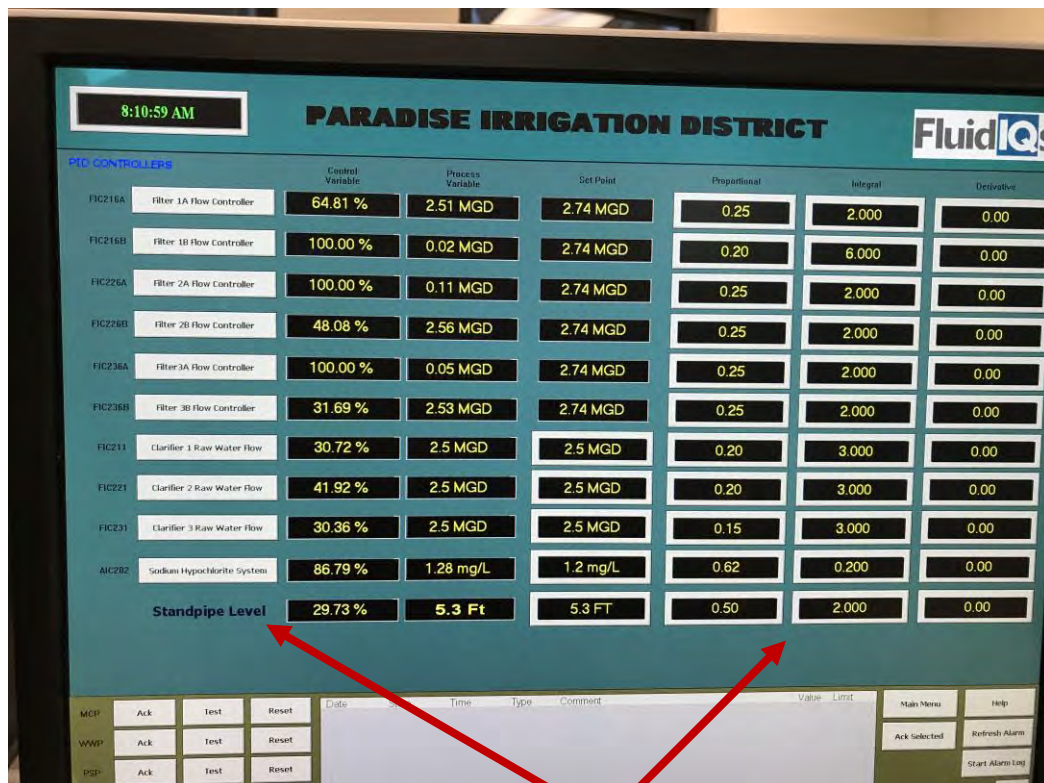 8:10:59 AM
PARADISE IRRIGATION DISTRICT
FluidIQs
PID CONTROLLERS
Control Variable Process Variable Set Point Proportional Integral Derivative
FIC216A Filter 1A Flow Controller 64.81 % 2.51 MGD 2.74 MGD 0.25 2.000 0.00
FIC216B Filter 1B Flow Controller 100.00 % 0.02 MGD 2.74 MGD 0.20 6.000 0.00
FIC226A Filter 2A Flow Controller 100.00 % 0.11 MGD 2.74 MGD 0.25 2.000 0.00
FIC226B Filter 2B Flow Controller 48.08 % 2.56 MGD 2.74 MGD 0.25 2.000 0.00
FIC236A Filter3A Flow Controller 100.00 % 0.05 MGD 2.74 MGD 0.25 2.000 0.00
FIC236B Filter 3B Flow Controller 31.69 % 2.53 MGD 2.74 MGD 0.25 2.000 0.00
FIC211 Clarifier 1 Raw Water Flow 30.72 % 2.5 MGD 2.5 MGD 0.20 3.000 0.00
FIC221 Clarifier 2 Raw Water Flow 41.92 % 2.5 MGD 2.5 MGD 0.20 3.000 0.00
FIC231 Clarifier 3 Raw Water Flow 30.36 % 2.5 MGD 2.5 MGD 0.15 3.000 0.00
AIC202 Sodium Hypochlorite System 86.79 % 1.28 mg/L 1.2 mg/L 0.62 0.200 0.00
Standpipe Level 29.73 % 5.3 Ft 5.3 FT 0.50 2.000 0.00
Date Time Type Comment Value Limit
MCP Ack Test Reset Main Menu Help
WWP Ack Test Reset Ack Selected Refresh Alarm
PSP Ack Test Reset Start Alarm Log